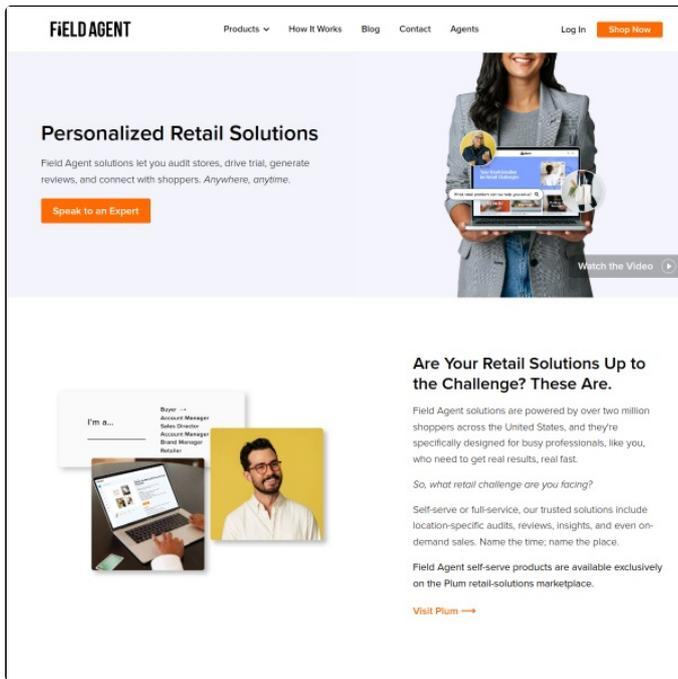 FiELD AGENT
Products
How It Works
Blog
Contact
Agents
Log In
Shop Now
Personalized Retail Solutions
Field Agent solutions let you audit stores, drive trial, generate
reviews, and connect with shoppers. Anywhere, anytime.
Speak to an Expert
Watch the Video
Are Your Retail Solutions Up to
the Challenge? These Are.
Field Agent solutions are powered by over two million
shoppers across the United States, and they're
specifically designed for busy professionals, like you,
who need to get real results, real fast.
So, what retail challenge are you facing?
Self-serve or full-service, our trusted solutions include
location-specific audits, reviews, insights, and even on-
demand sales. Name the time; name the place.
Field Agent self-serve products are available exclusively
on the Plum retail-solutions marketplace.
Visit Plum
I'm a...
Buyer
Account Manager
Sales Director
Account Manager
Brand Manager
Retailer